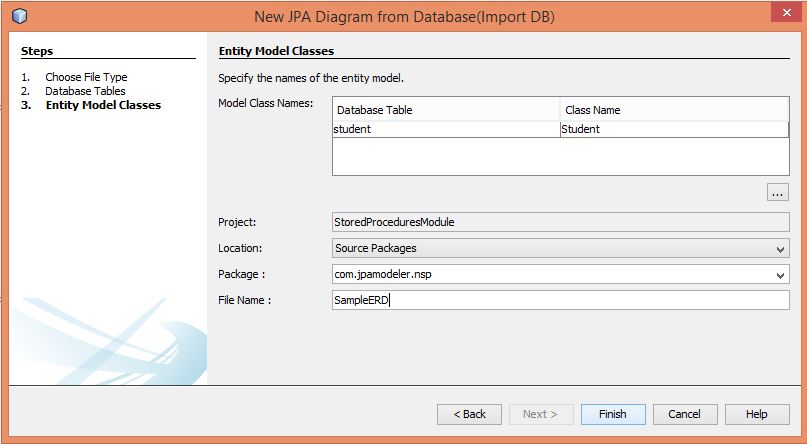 New JPA Diagram from Database(Import DB)
Steps
1. Choose File Type
2. Database Tables
3. Entity Model Classes
Entity Model Classes
Specify the names of the entity model.
Model Class Names:
Database Table Class Name
student Student
...
Project: StoredProceduresModule
Location: Source Packages
Package : com.jpamodeler.nsp
File Name : SampleERD
< Back Next > Finish Cancel Help